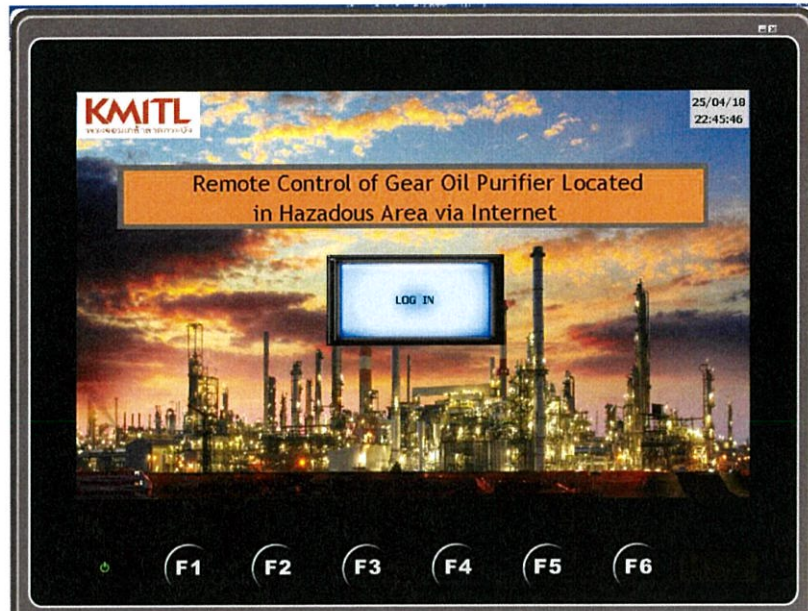 KMITL
25/04/18
22:45:46
Remote Control of Gear Oil Purifier Located
in Hazadous Area via Internet
LOG IN
F1 F2 F3 F4 F5 F6